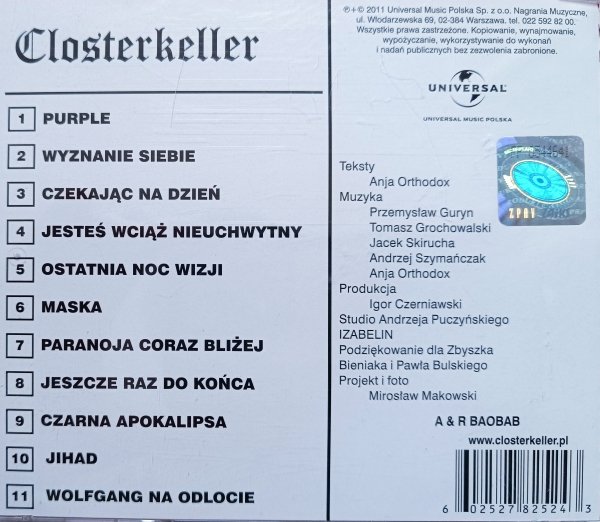 Closterkeller
1 PURPLE
2 WYZNANIE SIEBIE
3 CZEKAJĄC NA DZIEŃ
4 JESTEŚ WCIĄŻ NIEUCHWYTNY
5 OSTATNIA NOC WIZJI
6 MASKA
7 PARANOJA CORAZ BLIŻEJ
8 JESZCZE RAZ DO KOŃCA
9 CZARNA APOKALIPSA
10 JIHAD
11 WOLFGANG NA ODLOCIE
℗+© 2011 Universal Music Polska Sp. z o.o. Nagrania Muzyczne,
ul. Włodarzewska 69, 02-384 Warszawa. tel. 022 592 82 00.
Wszystkie prawa zastrzeżone. Kopiowanie, wynajmowanie,
wypożyczanie, wykorzystywanie do wykonań
i nadań publicznych bez zezwolenia zabronione.
UNIVERSAL
UNIVERSAL MUSIC POLSKA
Teksty
Anja Orthodox
Muzyka
Przemysław Guryn
Tomasz Grochowalski
Jacek Skirucha
Andrzej Szymańczak
Anja Orthodox
Produkcja
Igor Czerniawski
Studio Andrzeja Puczyńskiego
IZABELIN
Podziękowanie dla Zbyszka
Bieniaka i Pawła Bulskiego
Projekt i foto
Mirosław Makowski
A & R BAOBAB
www.closterkeller.pl
6 02527 82524 3